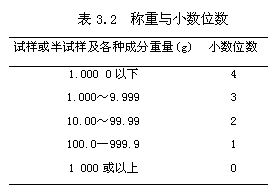 表 3.2 称重与小数位数
试样或半试样及各种成分重量(g) 小数位数
1.000 0以下 4
1.000～9.999 3
10.00～99.99 2
100.0—999.9 1
1 000 或以上 0